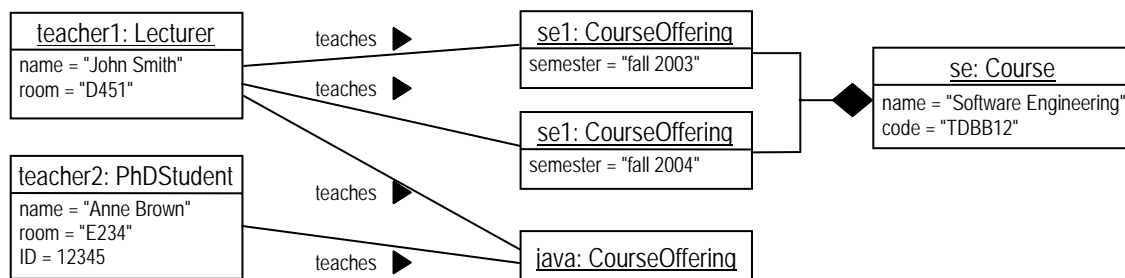 teacher1: Lecturer
name = "John Smith"
room = "D451"
teaches
teaches
se1: CourseOffering
semester = "fall 2003"
se1: CourseOffering
semester = "fall 2004"
se: Course
name = "Software Engineering"
code = "TDBB12"
teacher2: PhDStudent
name = "Anne Brown"
room = "E234"
ID = 12345
teaches
teaches
java: CourseOffering